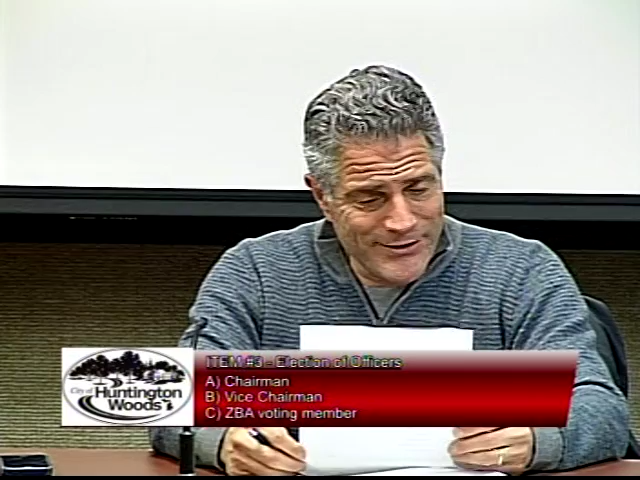 City of
Huntington
Woods
ITEM #3 - Election of Officers
A) Chairman
B) Vice Chairman
C) ZBA voting member